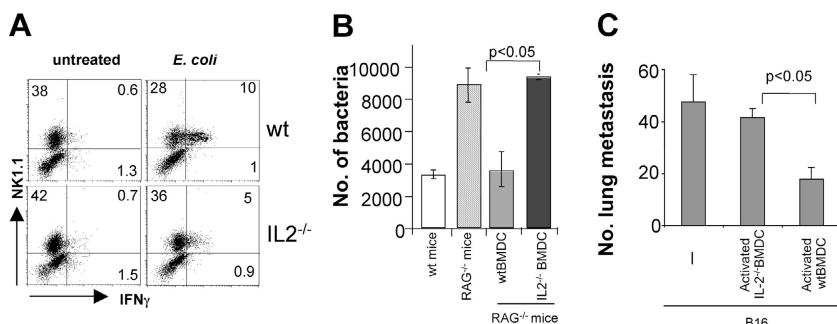 A
untreated
E. coli
38
0.6
28
10
wt
1.3
1
42
0.7
36
5
IL2-/-
1.5
0.9
NK1.1
IFNγ
B
p<0.05
No. of bacteria
10000
8000
6000
4000
2000
0
wt mice
RAG-/- mice
wtBMDC
IL2-/- BMDC
RAG-/- mice
C
p<0.05
No. lung metastasis
60
40
20
0
I
Activated
IL-2-/-BMDC
Activated
wtBMDC
B16